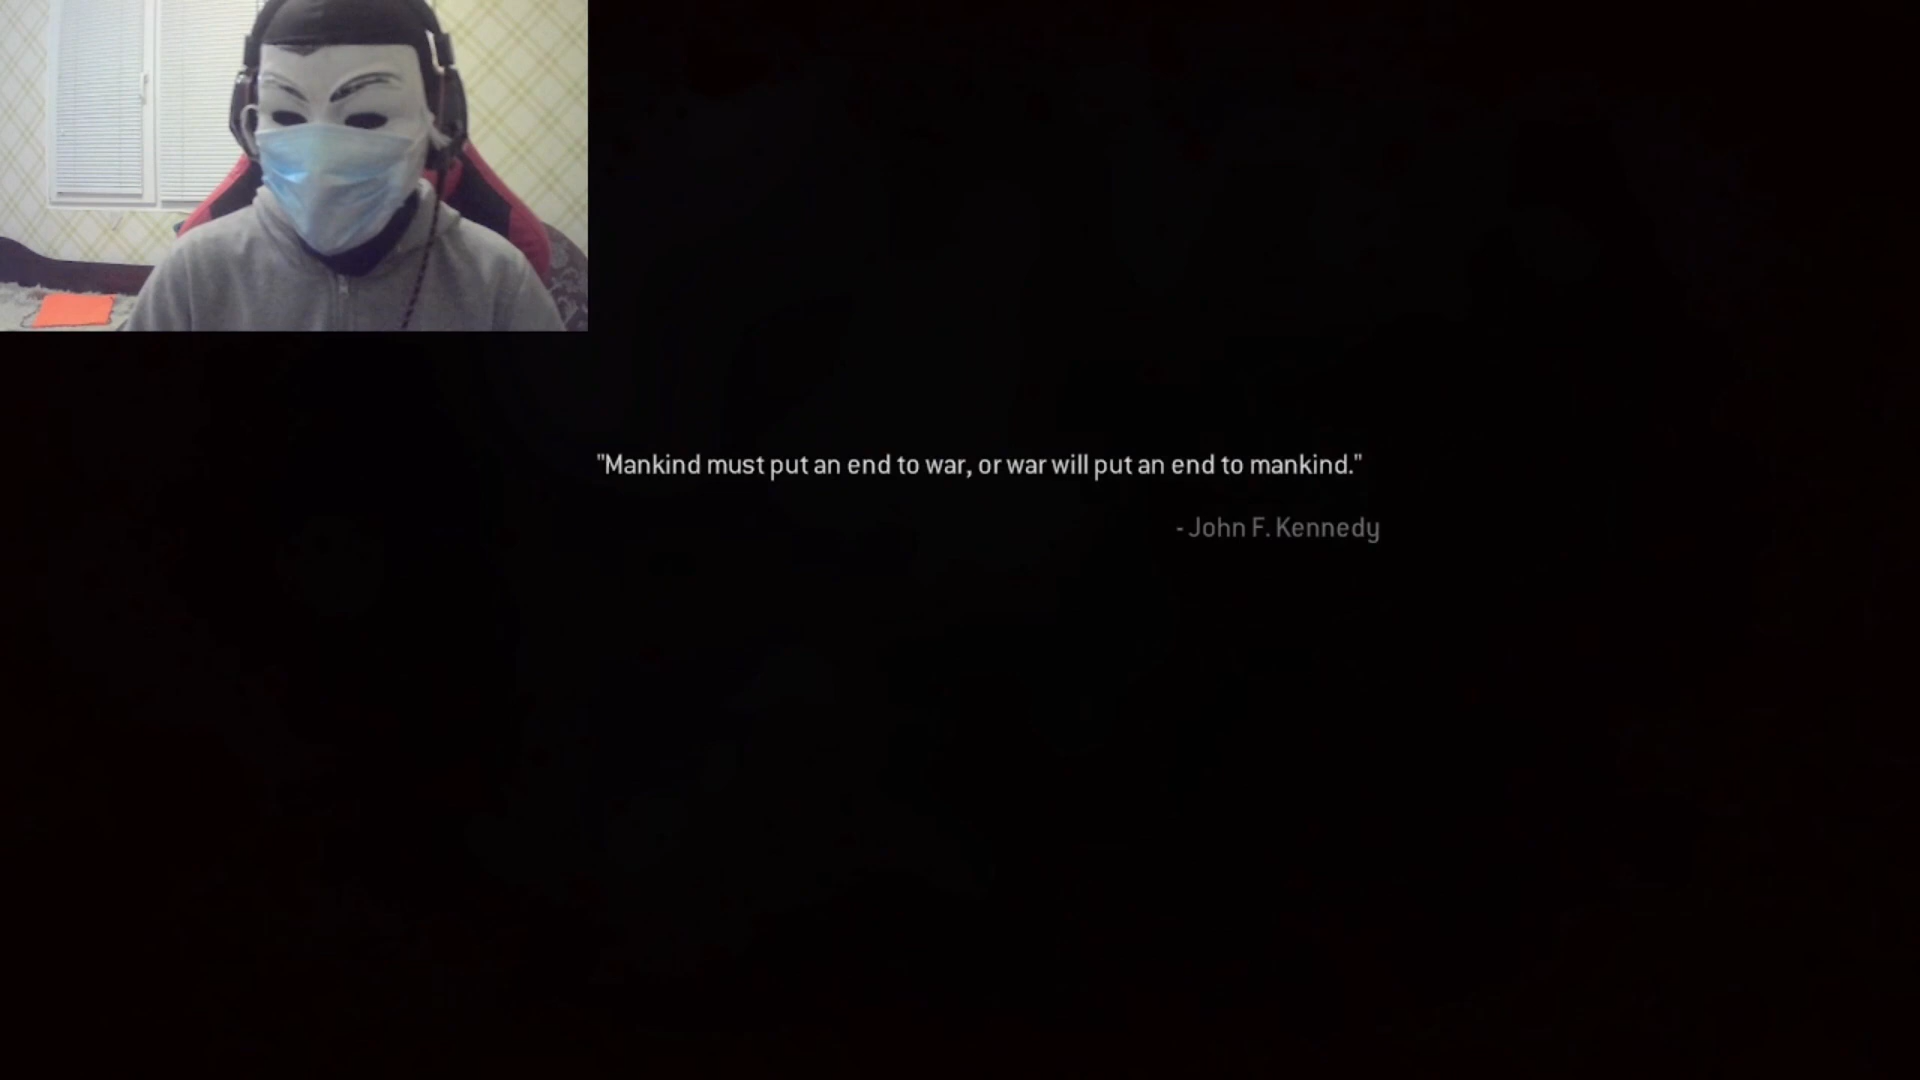 "Mankind must put an end to war, or war will put an end to mankind."
- John F. Kennedy